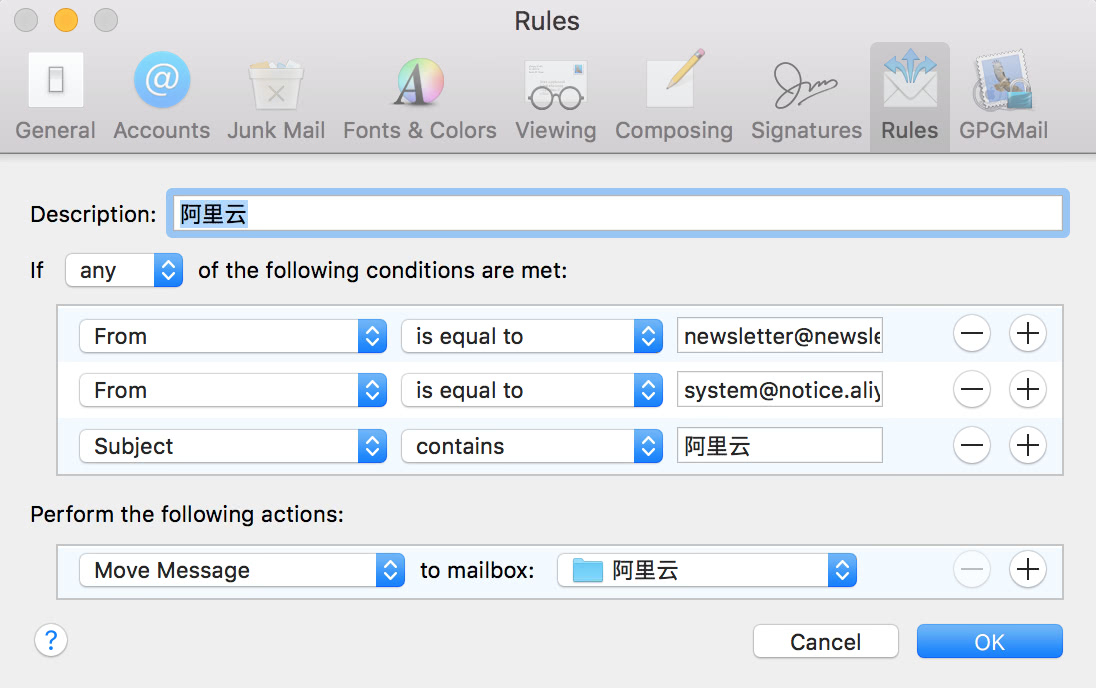 Rules
General Accounts Junk Mail Fonts & Colors Viewing Composing Signatures Rules GPGMail
Description: 阿里云
If any of the following conditions are met:
From is equal to newsletter@newsle
From is equal to system@notice.aliy
Subject contains 阿里云
Perform the following actions:
Move Message to mailbox: 阿里云
? Cancel OK